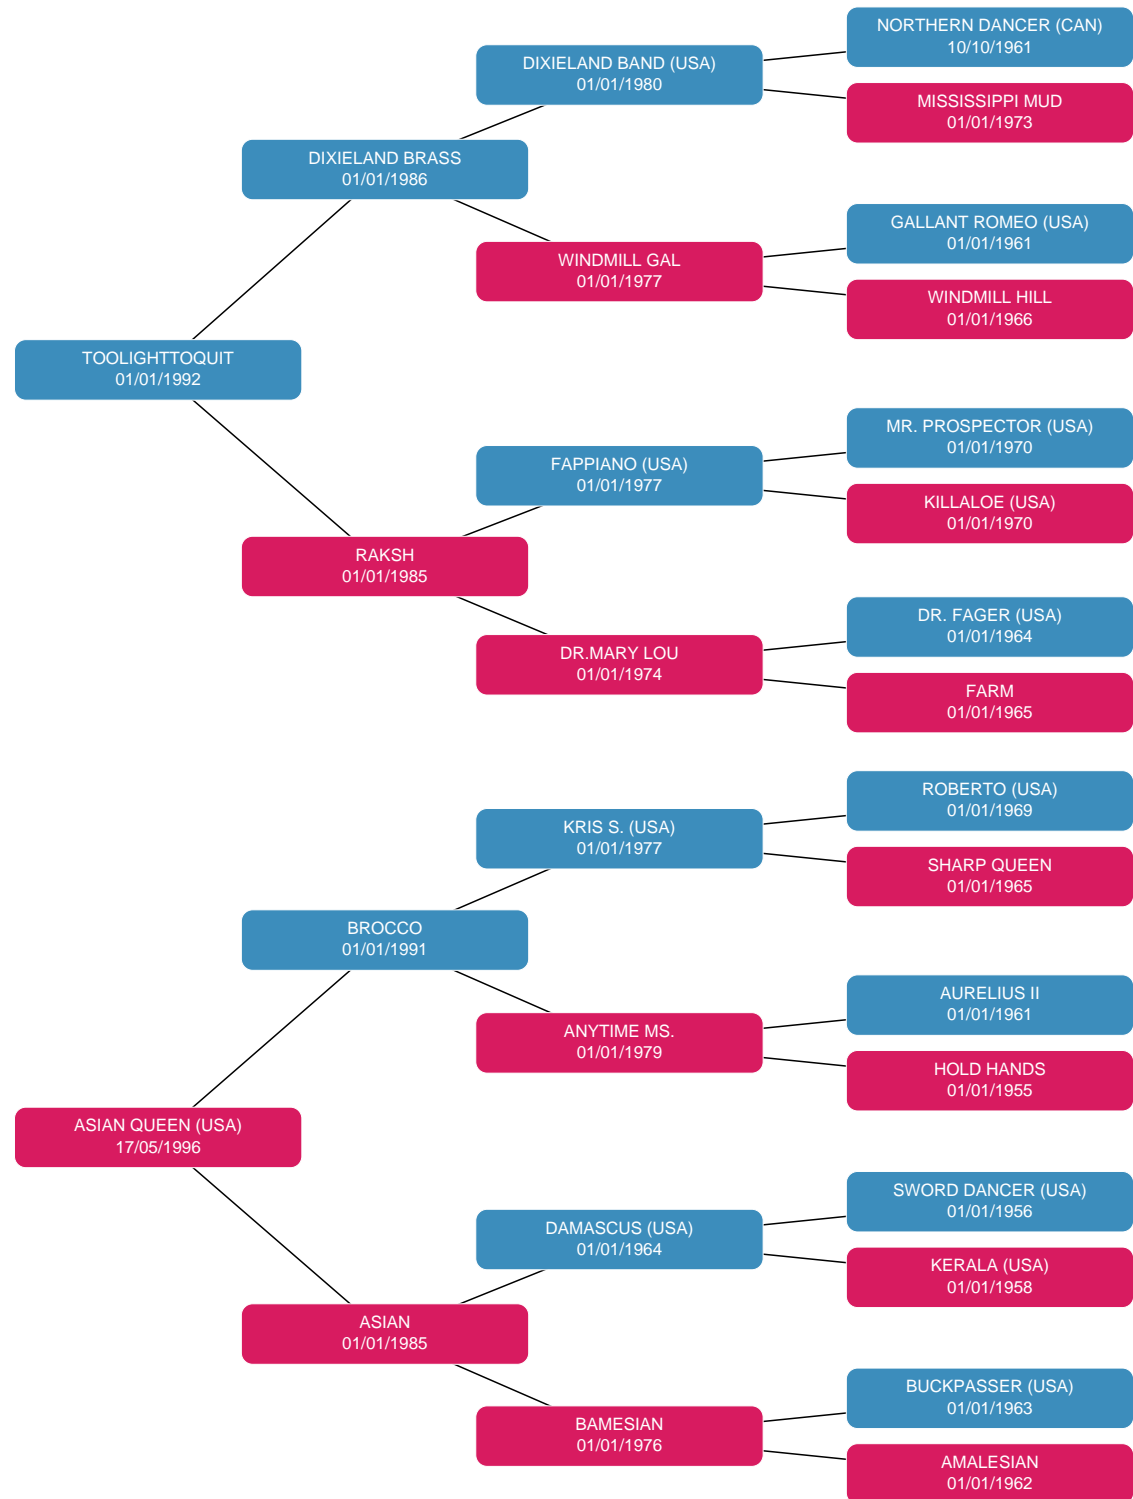 NORTHERN DANCER (CAN)
10/10/1961
DIXIELAND BAND (USA)
01/01/1980
MISSISSIPPI MUD
01/01/1973
DIXIELAND BRASS
01/01/1986
GALLANT ROMEO (USA)
01/01/1961
WINDMILL GAL
01/01/1977
WINDMILL HILL
01/01/1966
TOOLIGHTTOQUIT
01/01/1992
MR. PROSPECTOR (USA)
01/01/1970
FAPPIANO (USA)
01/01/1977
KILLALOE (USA)
01/01/1970
RAKSH
01/01/1985
DR. FAGER (USA)
01/01/1964
DR.MARY LOU
01/01/1974
FARM
01/01/1965
ROBERTO (USA)
01/01/1969
KRIS S. (USA)
01/01/1977
SHARP QUEEN
01/01/1965
BROCCO
01/01/1991
AURELIUS II
01/01/1961
ANYTIME MS.
01/01/1979
HOLD HANDS
01/01/1955
ASIAN QUEEN (USA)
17/05/1996
SWORD DANCER (USA)
01/01/1956
DAMASCUS (USA)
01/01/1964
KERALA (USA)
01/01/1958
ASIAN
01/01/1985
BUCKPASSER (USA)
01/01/1963
BAMESIAN
01/01/1976
AMALESIAN
01/01/1962